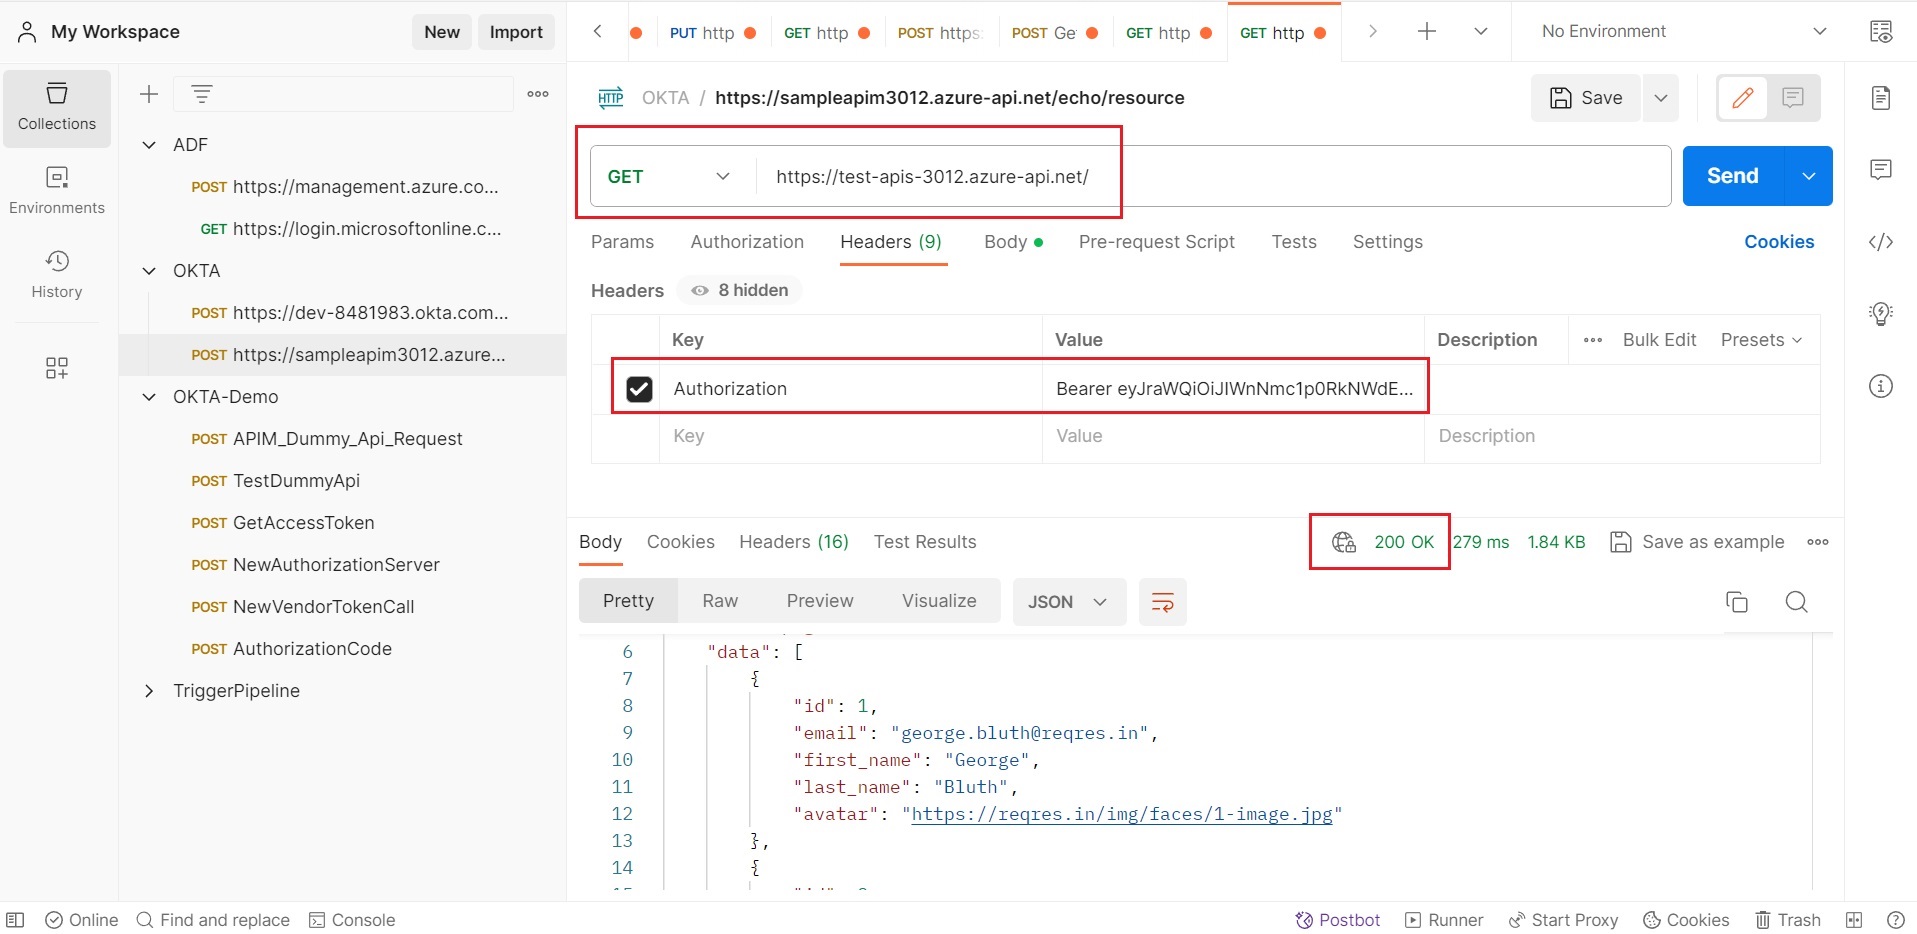 My Workspace
New
Import
PUT http
GET http
POST https:
POST Ge
GET http
GET http
No Environment
Collections
Environments
History
ADF
POST https://management.azure.co...
GET https://login.microsoftonline.c...
OKTA
POST https://dev-8481983.okta.com...
POST https://sampleapim3012.azure...
OKTA-Demo
POST APIM_Dummy_Api_Request
POST TestDummyApi
POST GetAccessToken
POST NewAuthorizationServer
POST NewVendorTokenCall
POST AuthorizationCode
TriggerPipeline
HTTP OKTA / https://sampleapim3012.azure-api.net/echo/resource
Save
GET https://test-apis-3012.azure-api.net/
Send
Params Authorization Headers (9) Body Pre-request Script Tests Settings Cookies
Headers 8 hidden
Key Value Description Bulk Edit Presets
Authorization Bearer eyJraWQiOiJIWnNmc1p0RkNWdE...
Key Value Description
Body Cookies Headers (16) Test Results 200 OK 279 ms 1.84 KB Save as example
Pretty Raw Preview Visualize JSON
6 "data": [
7 {
8 "id": 1,
9 "email": "george.bluth@reqres.in",
10 "first_name": "George",
11 "last_name": "Bluth",
12 "avatar": "https://reqres.in/img/faces/1-image.jpg"
13 },
14 {
Online Find and replace Console Postbot Runner Start Proxy Cookies Trash